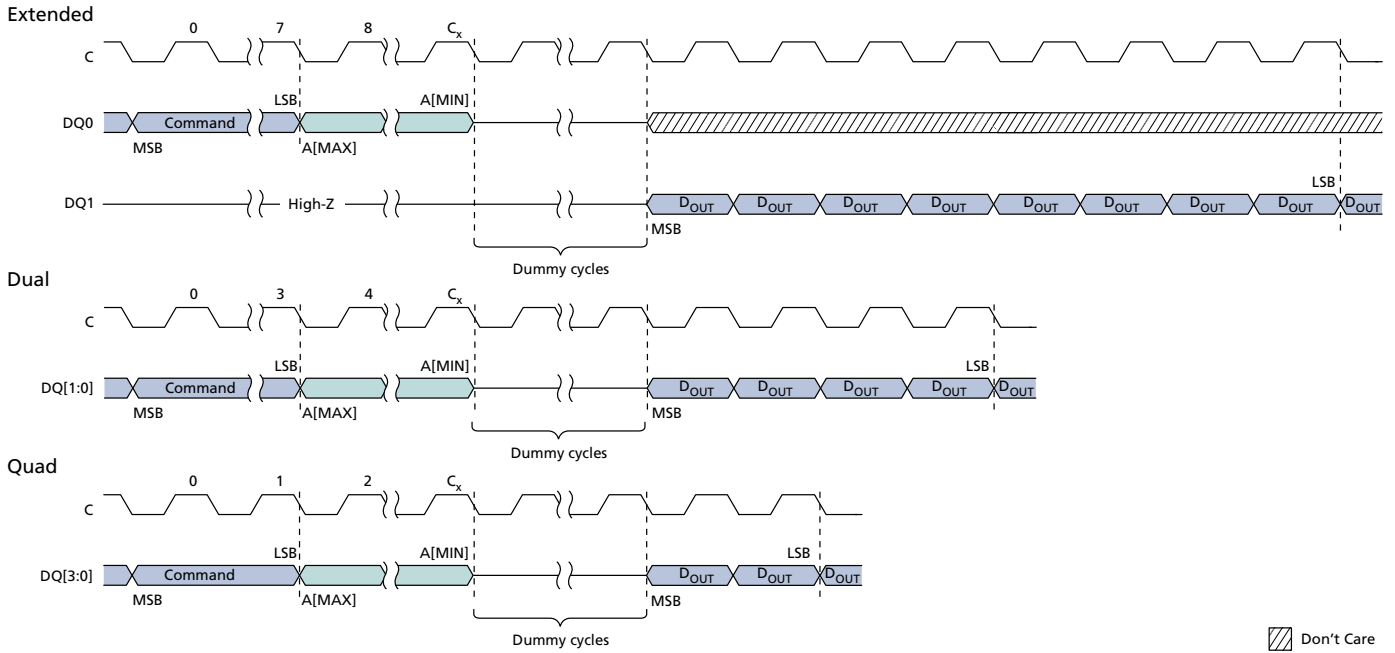 Extended
0 7 8 Cx
C
LSB A[MIN]
DQ0 Command
MSB A[MAX]
LSB
DQ1 High-Z DOUT DOUT DOUT DOUT DOUT DOUT DOUT DOUT DOUT
MSB
Dummy cycles
Dual
0 3 4 Cx
C
LSB A[MIN] LSB
DQ[1:0] Command DOUT DOUT DOUT DOUT DOUT
MSB A[MAX] MSB
Dummy cycles
Quad
0 1 2 Cx
C
LSB A[MIN] LSB
DQ[3:0] Command DOUT DOUT DOUT
MSB A[MAX] MSB
Dummy cycles
Don't Care